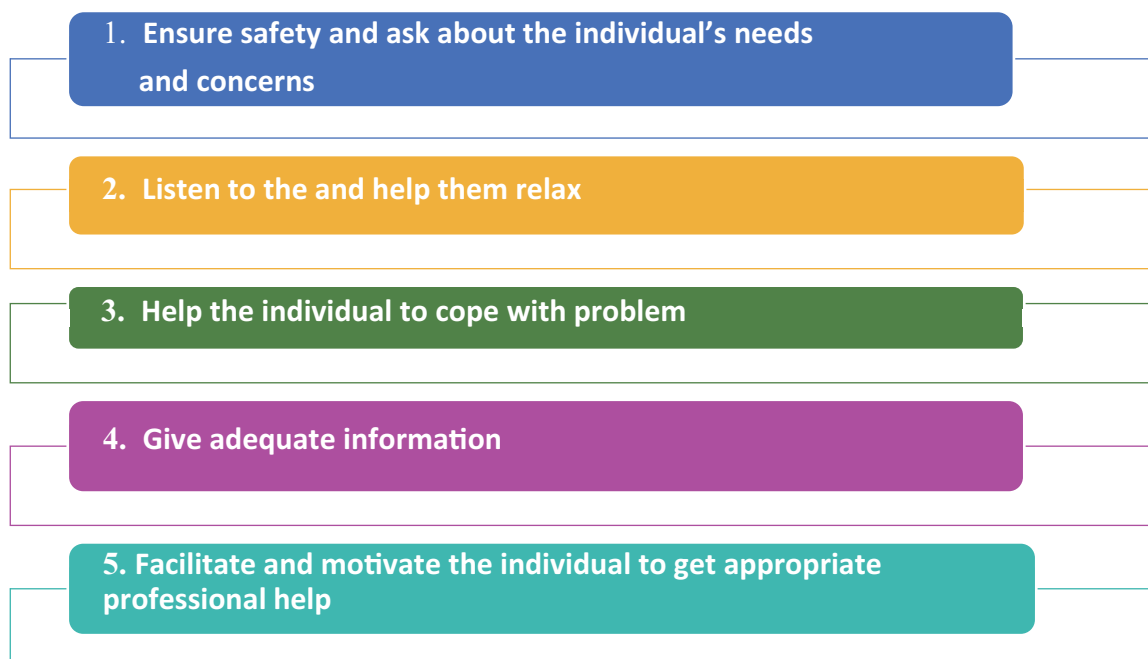 1. Ensure safety and ask about the individual’s needs
and concerns
2. Listen to the and help them relax
3. Help the individual to cope with problem
4. Give adequate information
5. Facilitate and motivate the individual to get appropriate
professional help